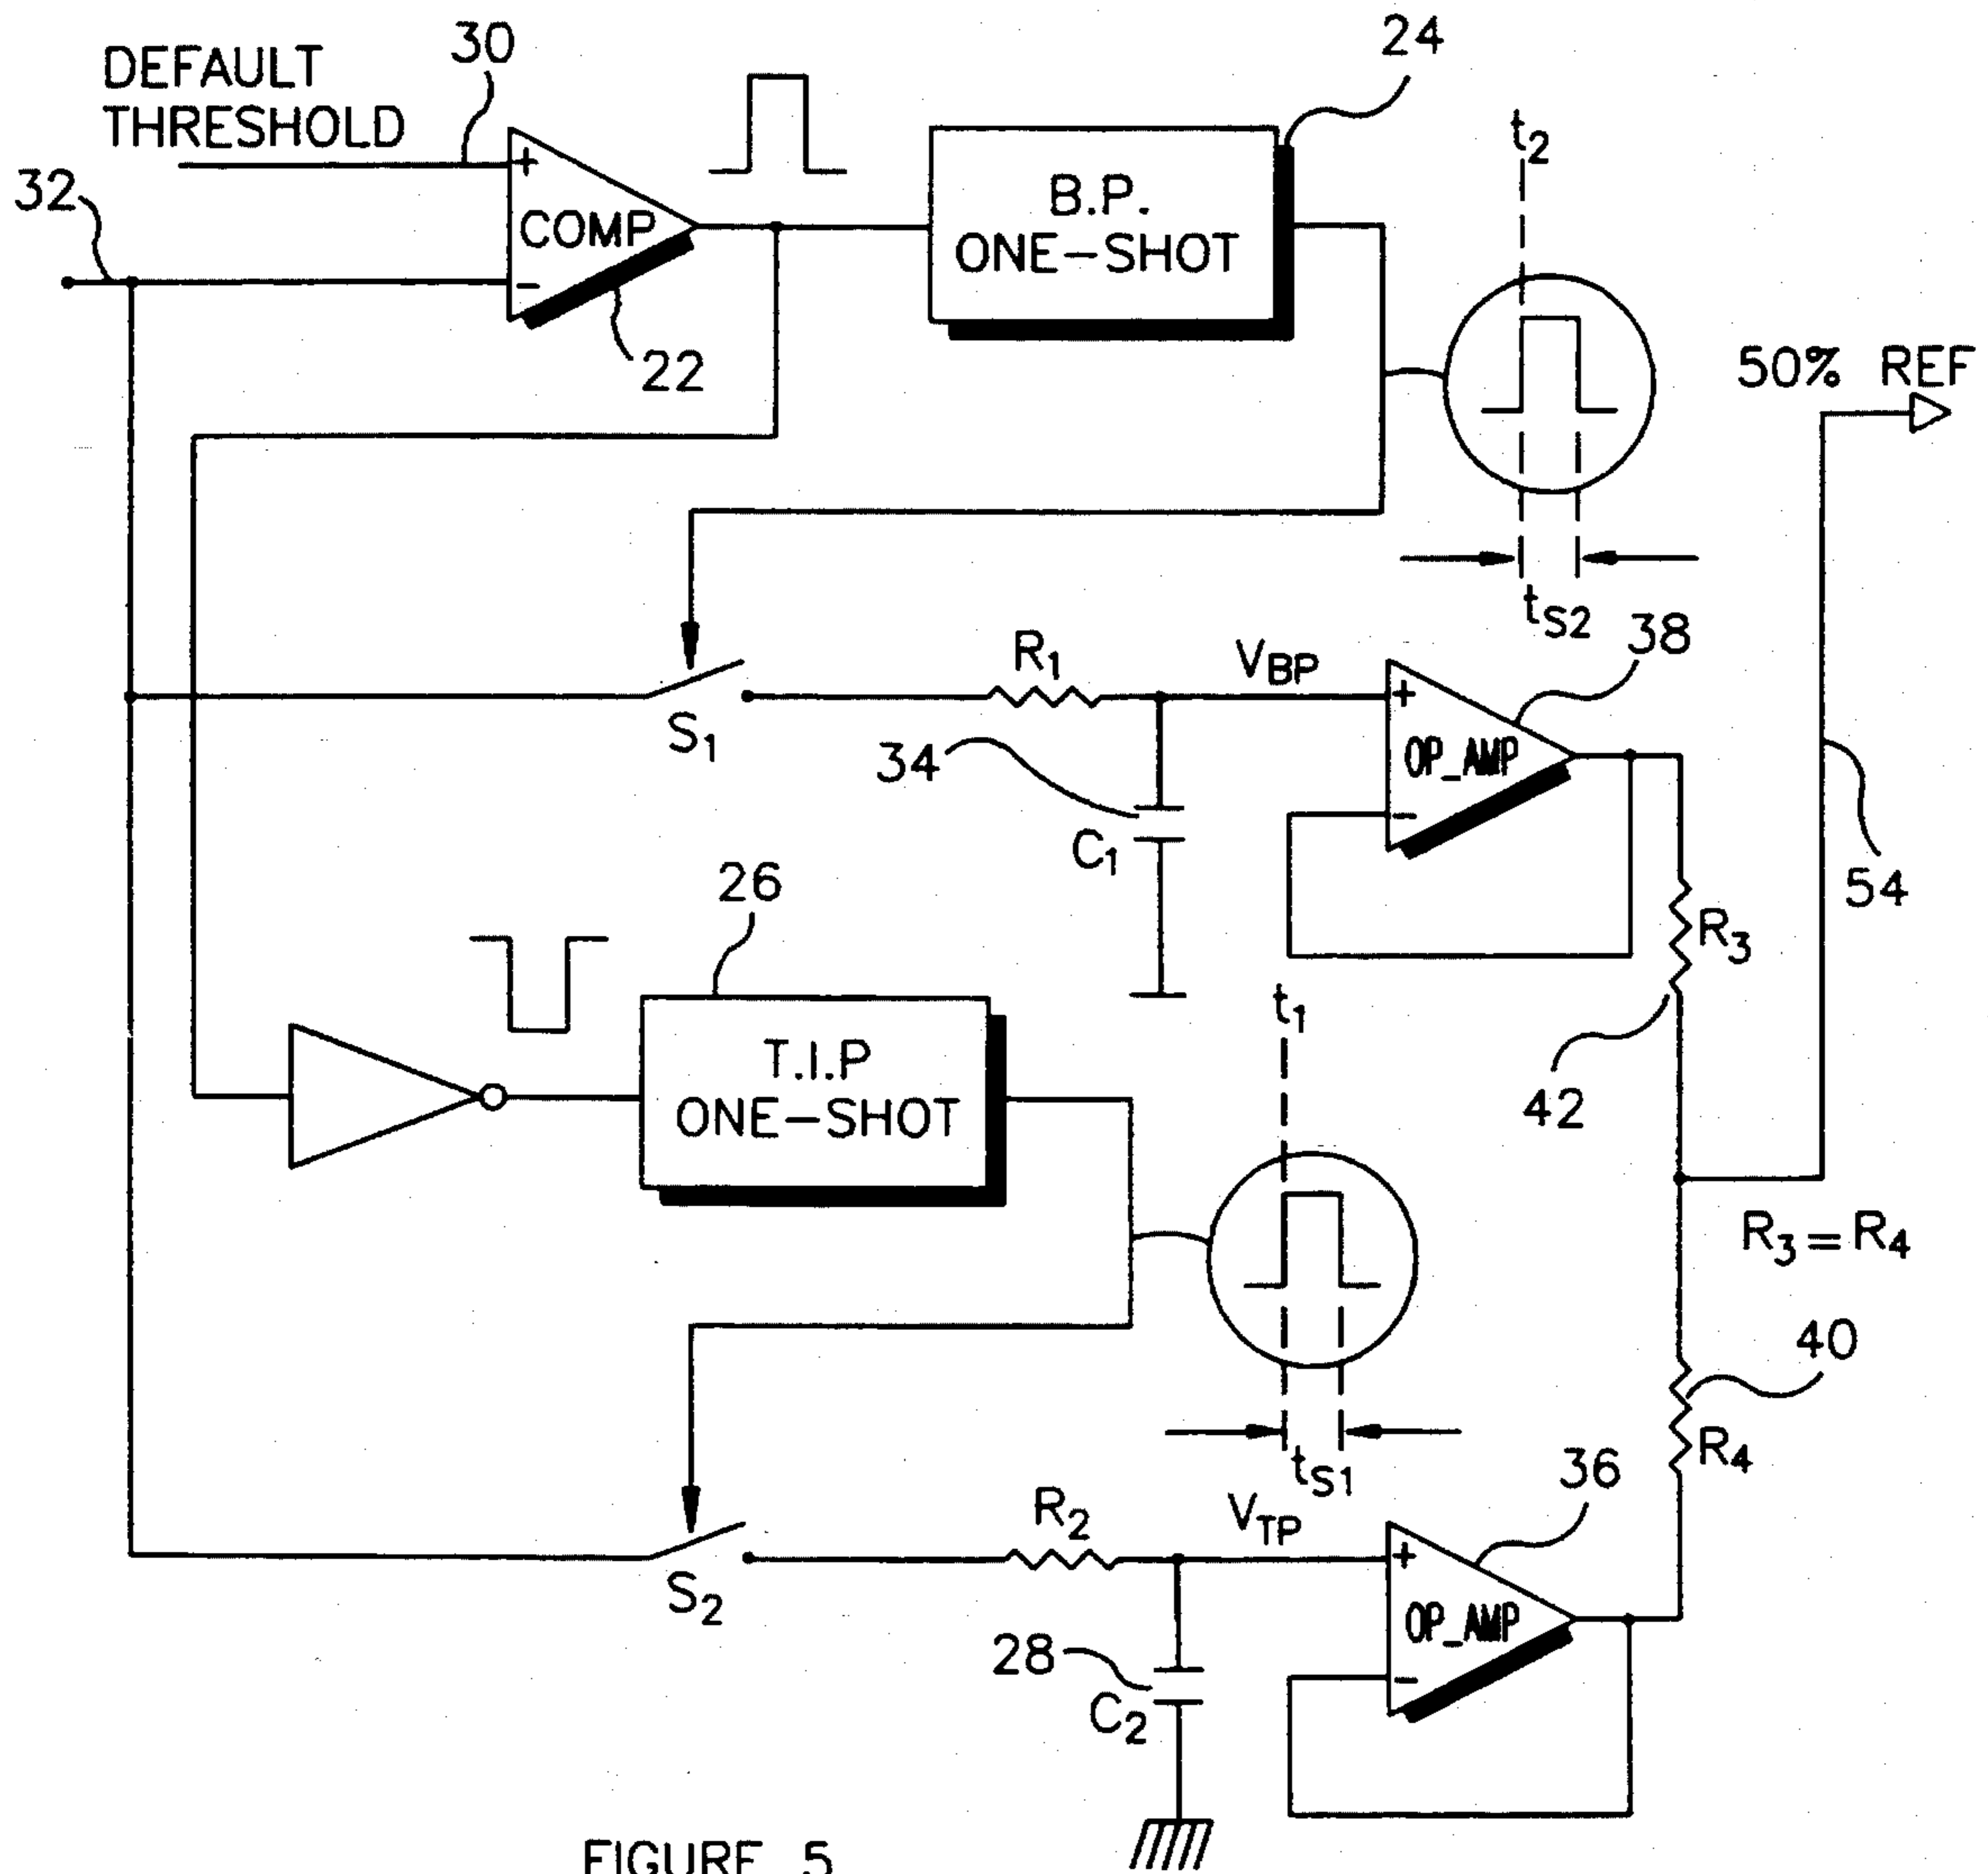 DEFAULT
THRESHOLD
30
24
32
+
COMP
-
22
B.P.
ONE-SHOT
t2
tS2
50% REF
S1
R1
VBP
38
+
OP_AMP
-
34
C1
R3
54
42
26
T.I.P
ONE-SHOT
t1
tS1
R3=R4
40
R4
S2
R2
VTP
36
+
OP_AMP
-
28
C2
FIGURE 5